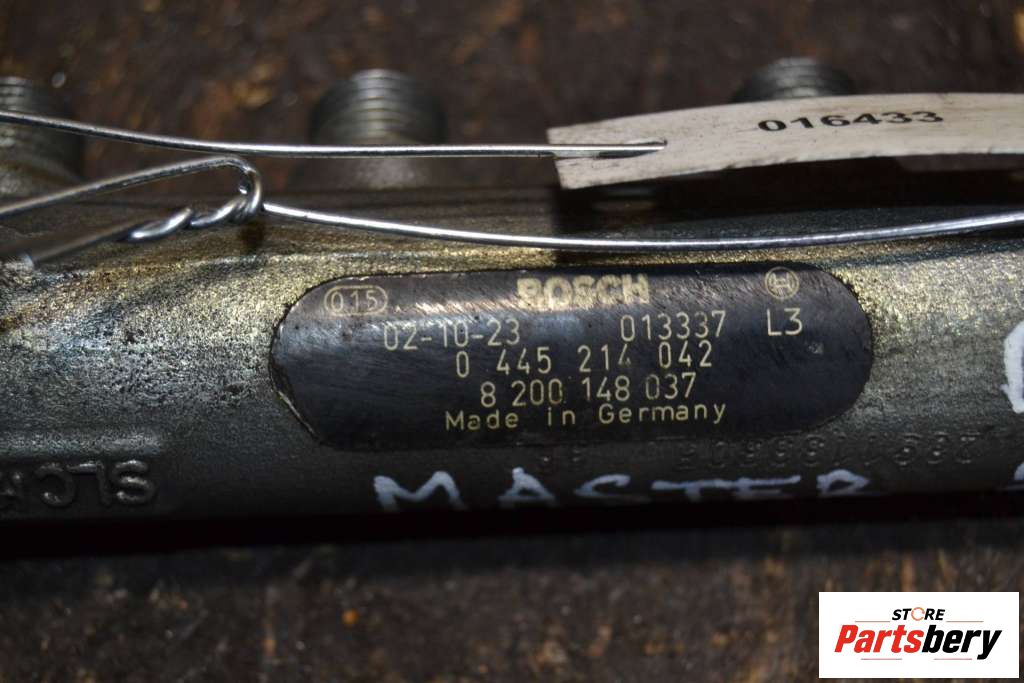 016433
015
BOSCH
02-10-23 013337 L3
0 445 214 042
8 200 148 037
Made in Germany
MASTER
STORE
Partsbery